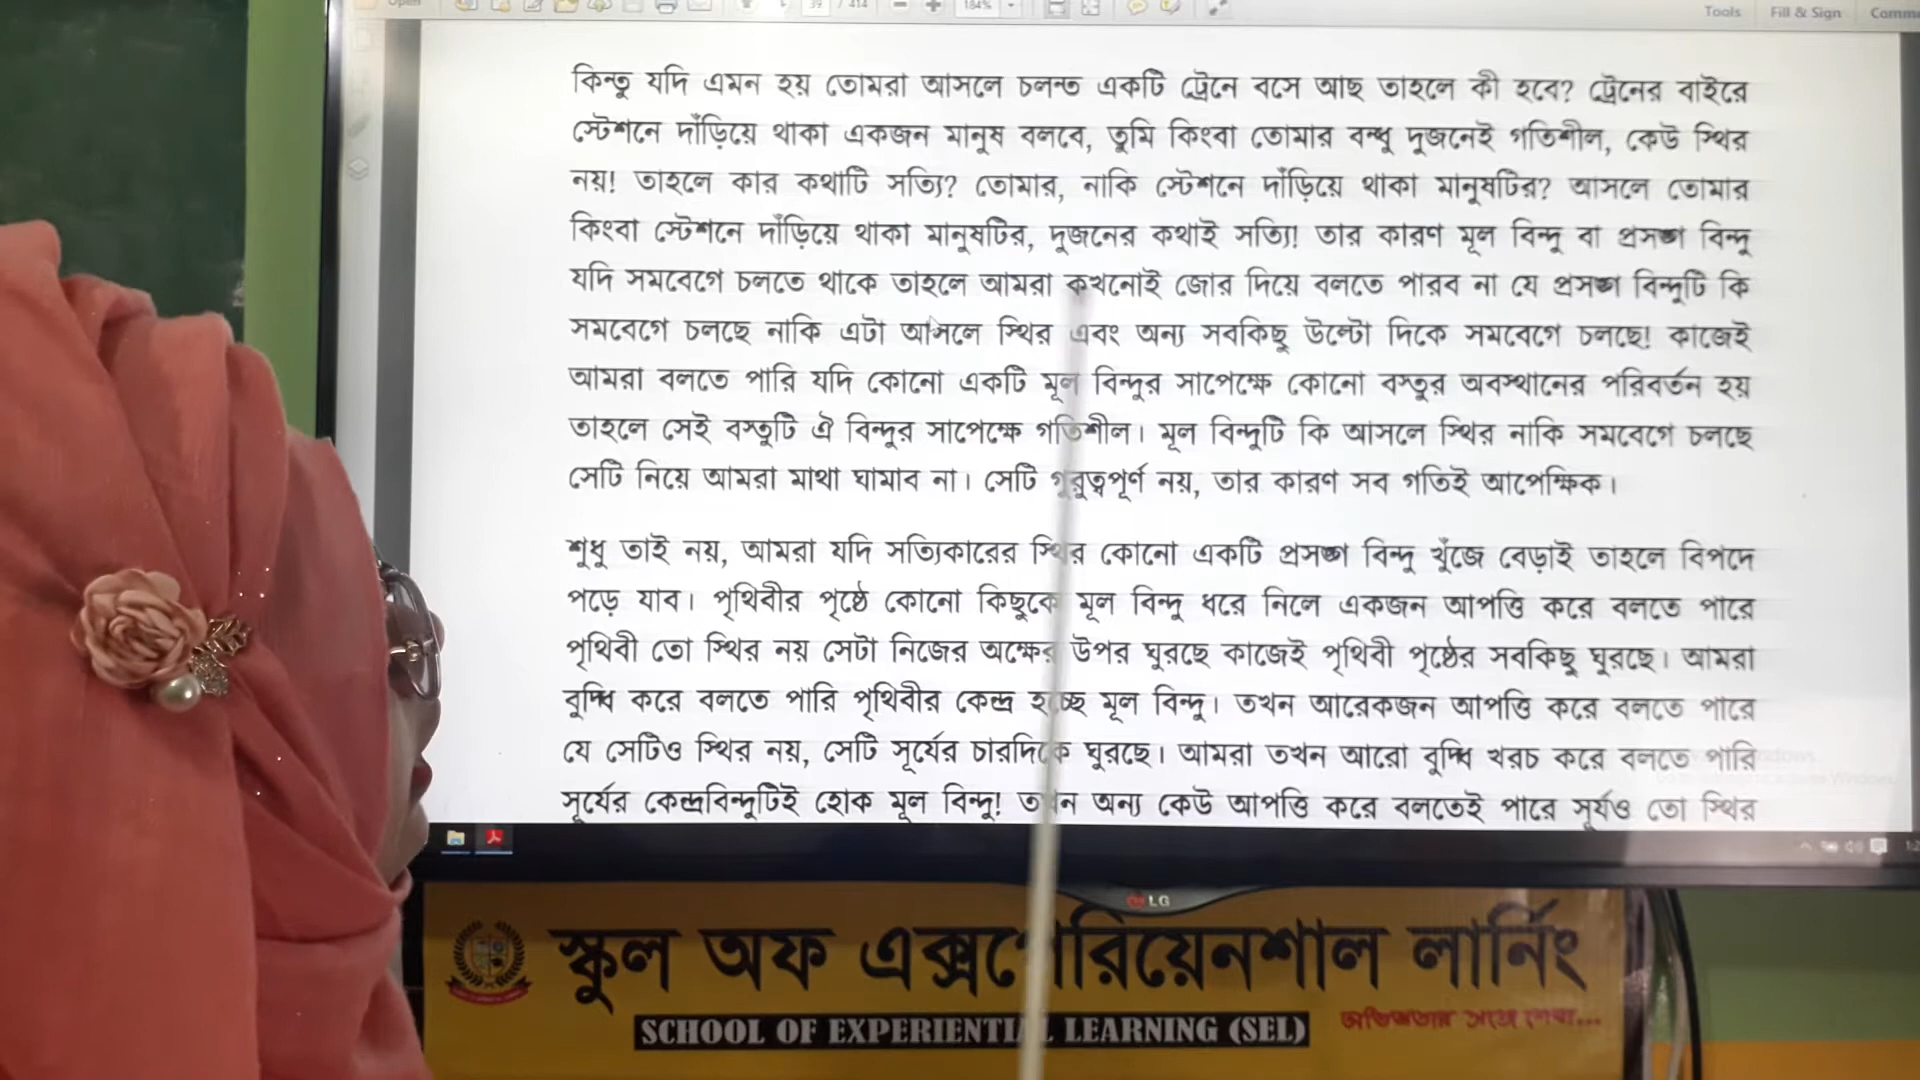 Open
39 / 414
184%
Tools Fill & Sign Comme
কিন্তু যদি এমন হয় তোমরা আসলে চলন্ত একটি ট্রেনে বসে আছ তাহলে কী হবে? ট্রেনের বাইরে
স্টেশনে দাঁড়িয়ে থাকা একজন মানুষ বলবে, তুমি কিংবা তোমার বন্ধু দুজনেই গতিশীল, কেউ স্থির
নয়! তাহলে কার কথাটি সত্যি? তোমার, নাকি স্টেশনে দাঁড়িয়ে থাকা মানুষটির? আসলে তোমার
কিংবা স্টেশনে দাঁড়িয়ে থাকা মানুষটির, দুজনের কথাই সত্যি! তার কারণ মূল বিন্দু বা প্রসঙ্গ বিন্দু
যদি সমবেগে চলতে থাকে তাহলে আমরা কখনোই জোর দিয়ে বলতে পারব না যে প্রসঙ্গ বিন্দুটি কি
সমবেগে চলছে নাকি এটা আসলে স্থির এবং অন্য সবকিছু উল্টো দিকে সমবেগে চলছে! কাজেই
আমরা বলতে পারি যদি কোনো একটি মূল বিন্দুর সাপেক্ষে কোনো বস্তুর অবস্থানের পরিবর্তন হয়
তাহলে সেই বস্তুটি ঐ বিন্দুর সাপেক্ষে গতিশীল। মূল বিন্দুটি কি আসলে স্থির নাকি সমবেগে চলছে
সেটি নিয়ে আমরা মাথা ঘামাব না। সেটি গুরুত্বপূর্ণ নয়, তার কারণ সব গতিই আপেক্ষিক।
শুধু তাই নয়, আমরা যদি সত্যিকারের স্থির কোনো একটি প্রসঙ্গ বিন্দু খুঁজে বেড়াই তাহলে বিপদে
পড়ে যাব। পৃথিবীর পৃষ্ঠে কোনো কিছুকে মূল বিন্দু ধরে নিলে একজন আপত্তি করে বলতে পারে
পৃথিবী তো স্থির নয় সেটা নিজের অক্ষের উপর ঘুরছে কাজেই পৃথিবী পৃষ্ঠের সবকিছু ঘুরছে। আমরা
বুদ্ধি করে বলতে পারি পৃথিবীর কেন্দ্র হচ্ছে মূল বিন্দু। তখন আরেকজন আপত্তি করে বলতে পারে
যে সেটিও স্থির নয়, সেটি সূর্যের চারদিকে ঘুরছে। আমরা তখন আরো বুদ্ধি খরচ করে বলতে পারি
সূর্যের কেন্দ্রবিন্দুটিই হোক মূল বিন্দু! তখন অন্য কেউ আপত্তি করে বলতেই পারে সূর্যও তো স্থির
LG
স্কুল অফ এক্সপেরিয়েনশাল লার্নিং
SCHOOL OF EXPERIENTIAL LEARNING (SEL)